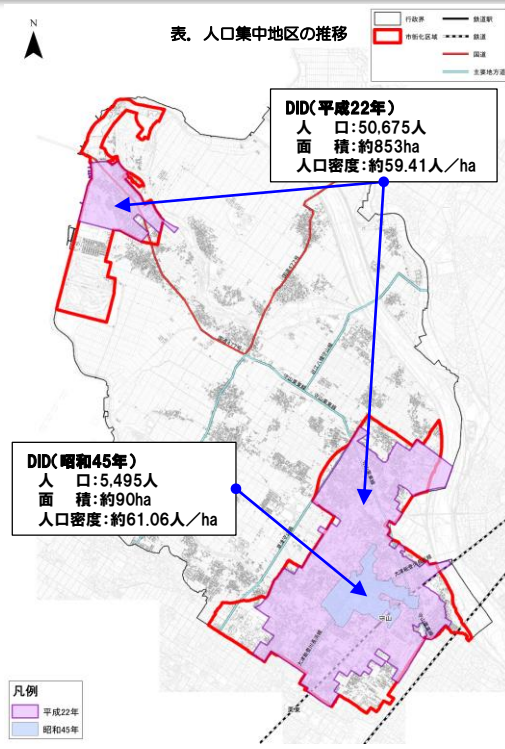 N
表．人口集中地区の推移
行政界
鉄道駅
市街化区域
鉄道
国道
主要地方道
DID(平成22年)
人　口：50,675人
面　積：約853ha
人口密度：約59.41人／ha
DID(昭和45年)
人　口：5,495人
面　積：約90ha
人口密度：約61.06人／ha
守山
凡例
平成22年
昭和45年